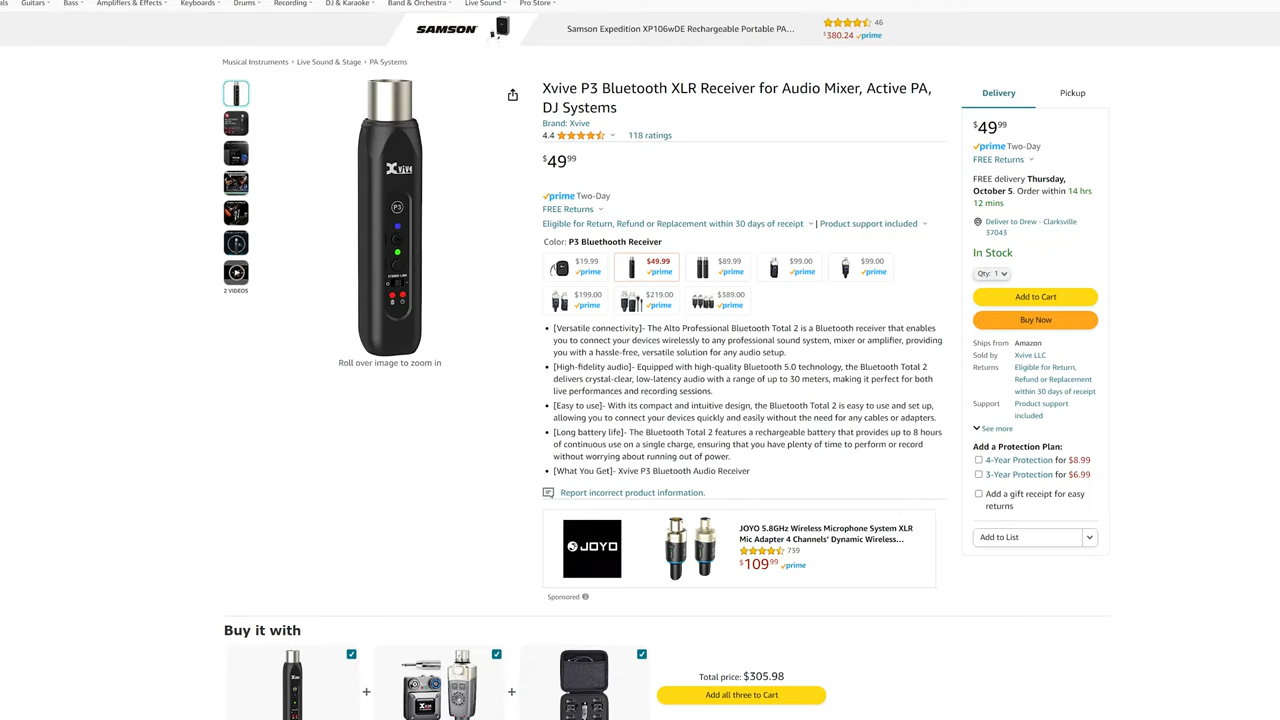 als Guitars Bass Amplifiers & Effects Keyboards Drums Recording DJ & Karaoke Band & Orchestra Live Sound Pro Store
SAMSON
Samson Expedition XP106wDE Rechargeable Portable PA…
46
$380.24 prime
Musical Instruments › Live Sound & Stage › PA Systems
Xvive
P3
Roll over image to zoom in
2 VIDEOS
Xvive P3 Bluetooth XLR Receiver for Audio Mixer, Active PA,
DJ Systems
Brand: Xvive
4.4 118 ratings
$49.99
prime Two-Day
FREE Returns
Eligible for Return, Refund or Replacement within 30 days of receipt | Product support included
Color: P3 Bluethooth Receiver
$19.99 $49.99 $89.99 $99.00 $99.00
prime prime prime prime prime
$199.00 $219.00 $389.00
prime prime prime
• [Versatile connectivity]- The Alto Professional Bluetooth Total 2 is a Bluetooth receiver that enables
you to connect your devices wirelessly to any professional sound system, mixer or amplifier, providing
you with a hassle-free, versatile solution for any audio setup.
• [High-fidelity audio]- Equipped with high-quality Bluetooth 5.0 technology, the Bluetooth Total 2
delivers crystal-clear, low-latency audio with a range of up to 30 meters, making it perfect for both
live performances and recording sessions.
• [Easy to use]- With its compact and intuitive design, the Bluetooth Total 2 is easy to use and set up,
allowing you to connect your devices quickly and easily without the need for any cables or adapters.
• [Long battery life]- The Bluetooth Total 2 features a rechargeable battery that provides up to 8 hours
of continuous use on a single charge, ensuring that you have plenty of time to perform or record
without worrying about running out of power.
• [What You Get]- Xvive P3 Bluetooth Audio Receiver
Report incorrect product information.
JOYO
JOYO 5.8GHz Wireless Microphone System XLR
Mic Adapter 4 Channels' Dynamic Wireless…
739
$109.99 prime
Sponsored
Delivery Pickup
$49.99
prime Two-Day
FREE Returns
FREE delivery Thursday,
October 5. Order within 14 hrs
12 mins
Deliver to Drew - Clarksville
37043
In Stock
Qty: 1
Add to Cart
Buy Now
Ships from Amazon
Sold by Xvive LLC
Returns Eligible for Return,
Refund or Replacement
within 30 days of receipt
Support Product support
included
See more
Add a Protection Plan:
4-Year Protection for $8.99
3-Year Protection for $6.99
Add a gift receipt for easy
returns
Add to List
Buy it with
+ +
Total price: $305.98
Add all three to Cart